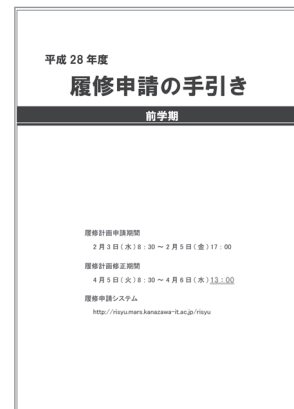 平成 28 年度
履修申請の手引き
前学期
履修計画申請期間
2 月 3 日 ( 水 ) 8 : 30 ～ 2 月 5 日 ( 金 ) 17 : 00
履修計画修正期間
4 月 5 日 ( 火 ) 8 : 30 ～ 4 月 6 日 ( 水 ) 13 : 00
履修申請システム
http://risyu.mars.kanazawa-it.ac.jp/risyu